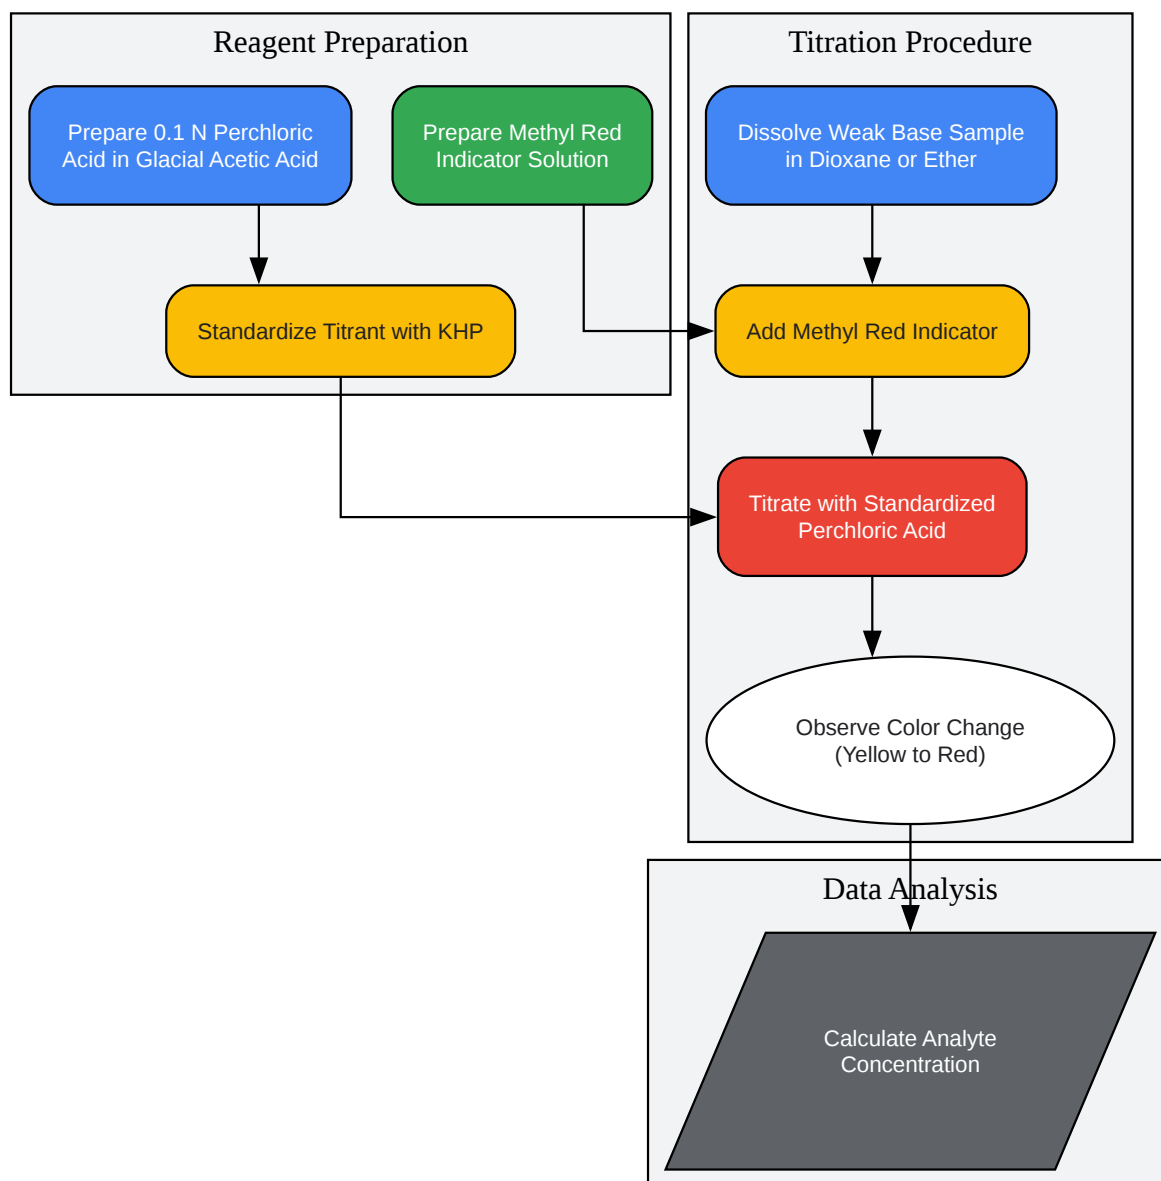 Reagent Preparation
Prepare 0.1 N Perchloric
Acid in Glacial Acetic Acid
Prepare Methyl Red
Indicator Solution
Standardize Titrant with KHP
Titration Procedure
Dissolve Weak Base Sample
in Dioxane or Ether
Add Methyl Red Indicator
Titrate with Standardized
Perchloric Acid
Observe Color Change
(Yellow to Red)
Data Analysis
Calculate Analyte
Concentration